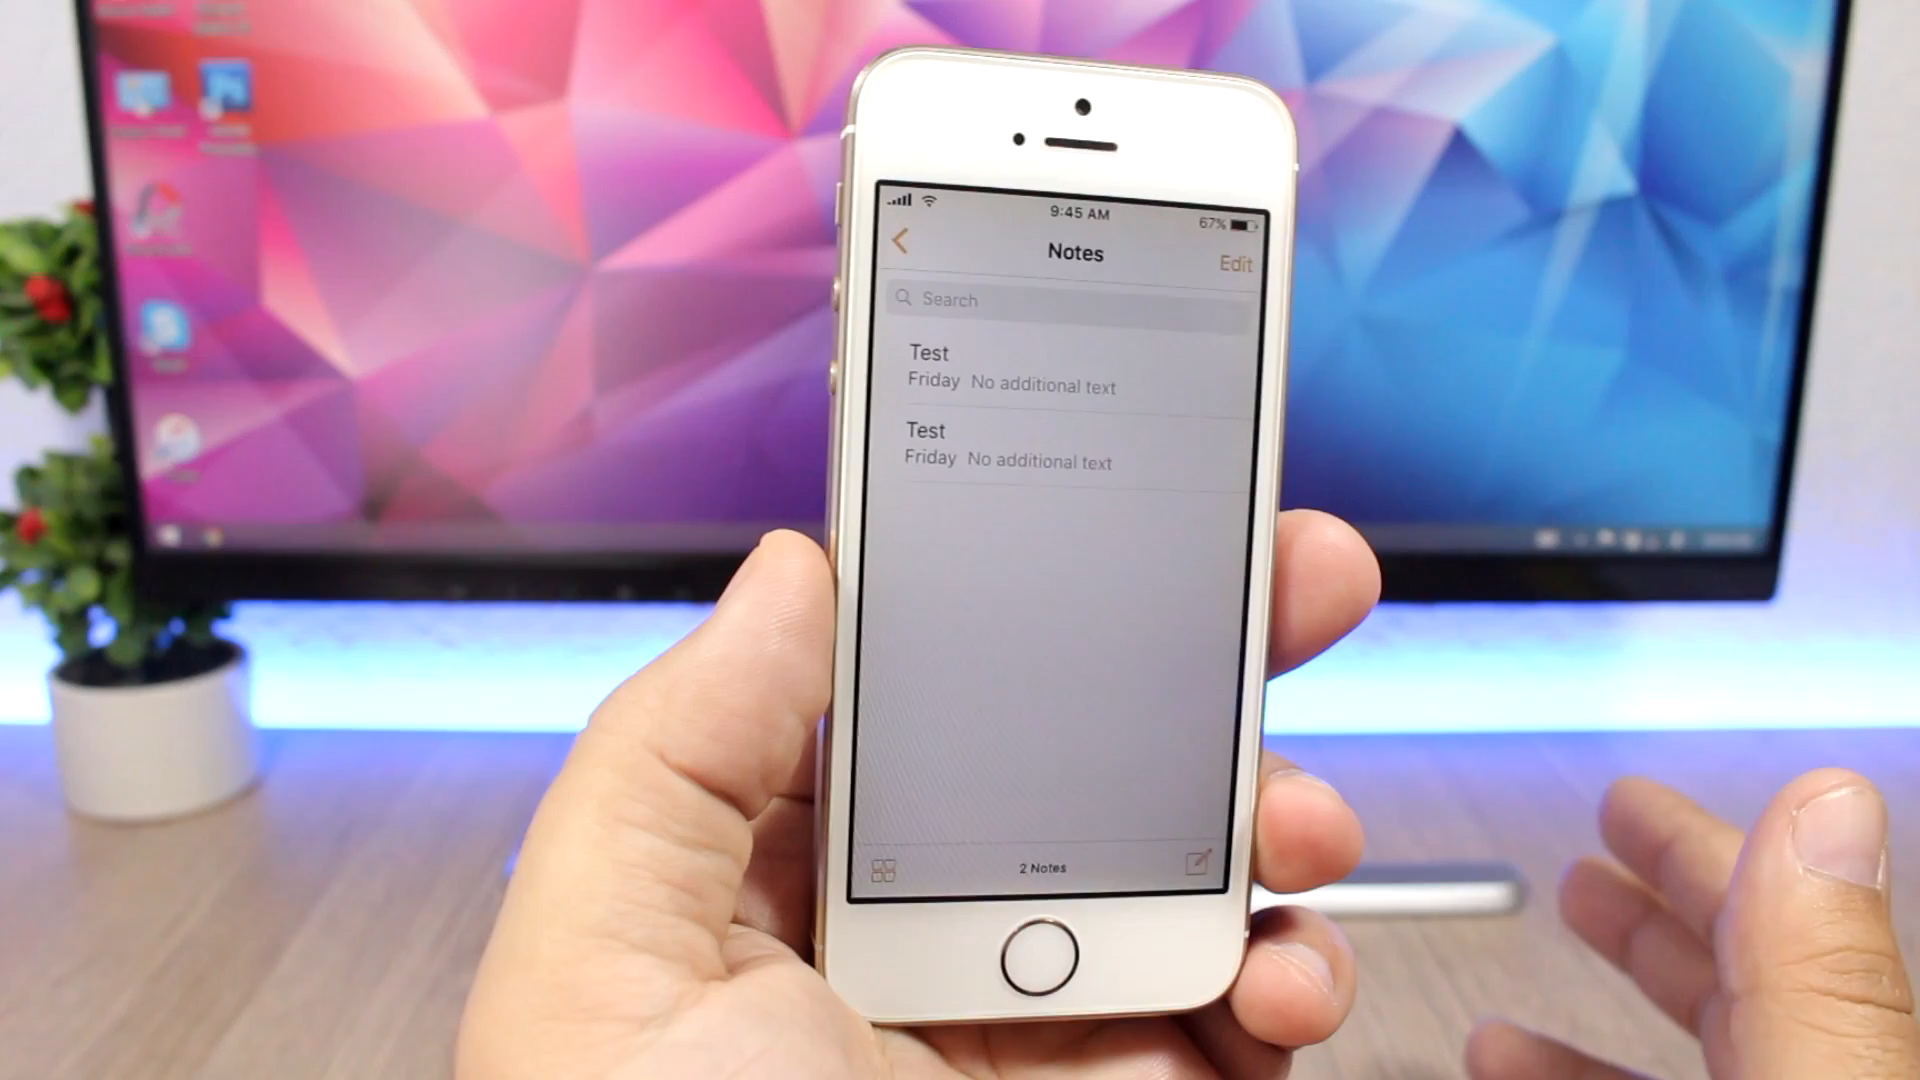 9:45 AM
67%
Notes
Edit
Search
Test
Friday No additional text
Test
Friday No additional text
2 Notes